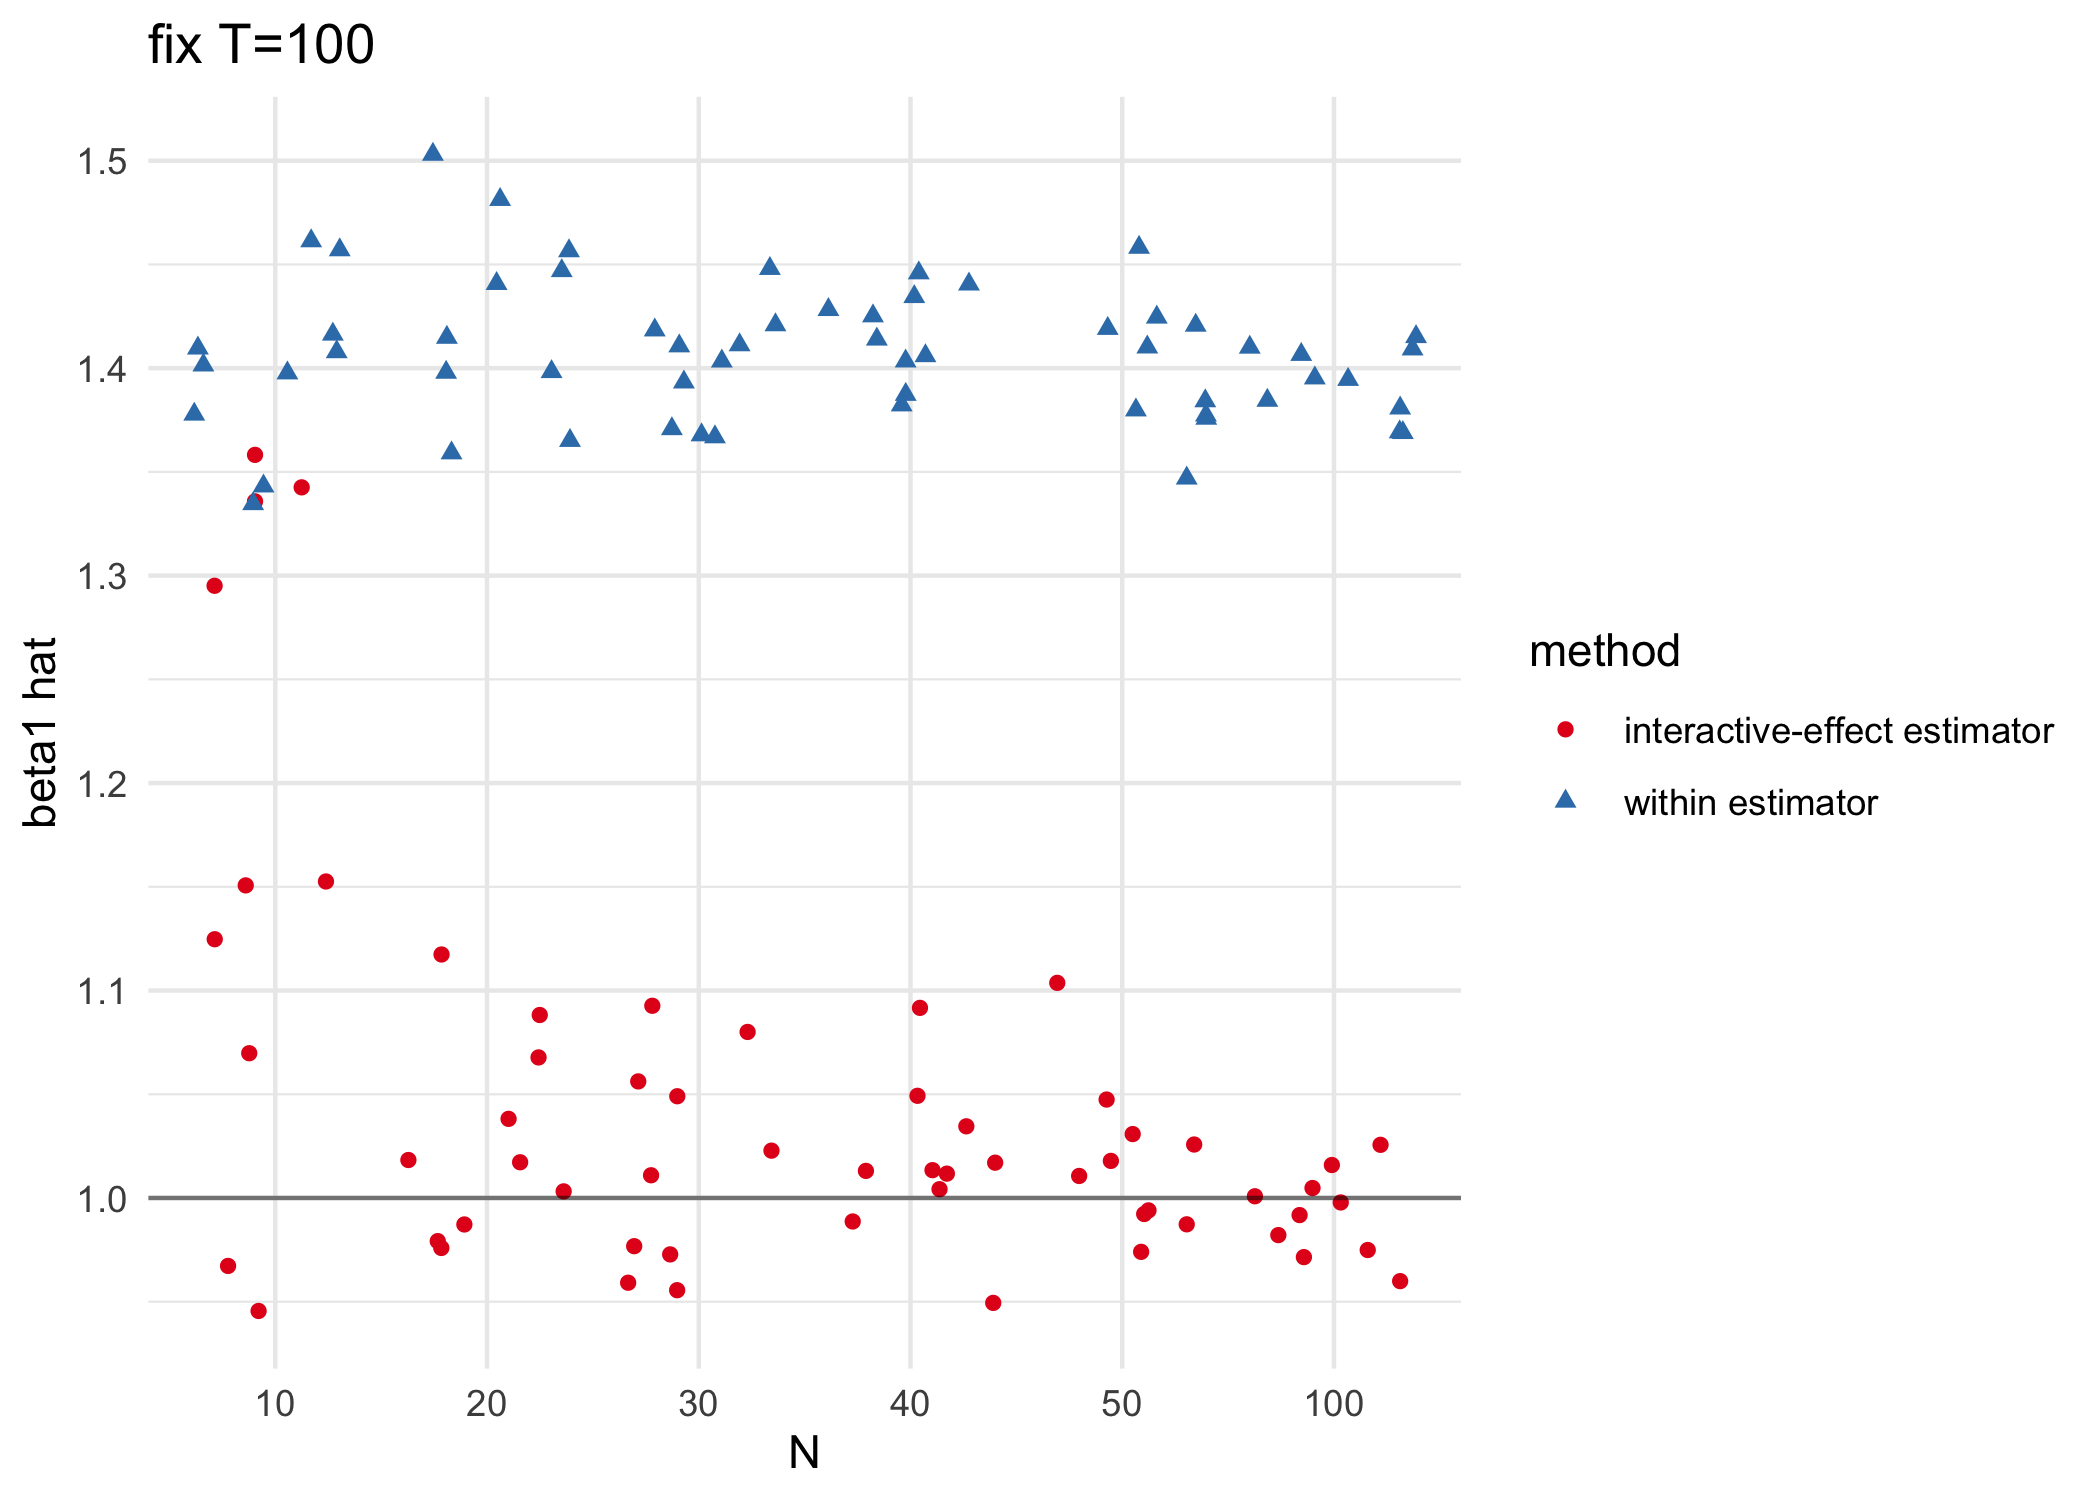 fix T=100
1.5
1.4
1.3
1.2
1.1
1.0
beta1 hat
10 20 30 40 50 100
N
method
interactive-effect estimator
within estimator